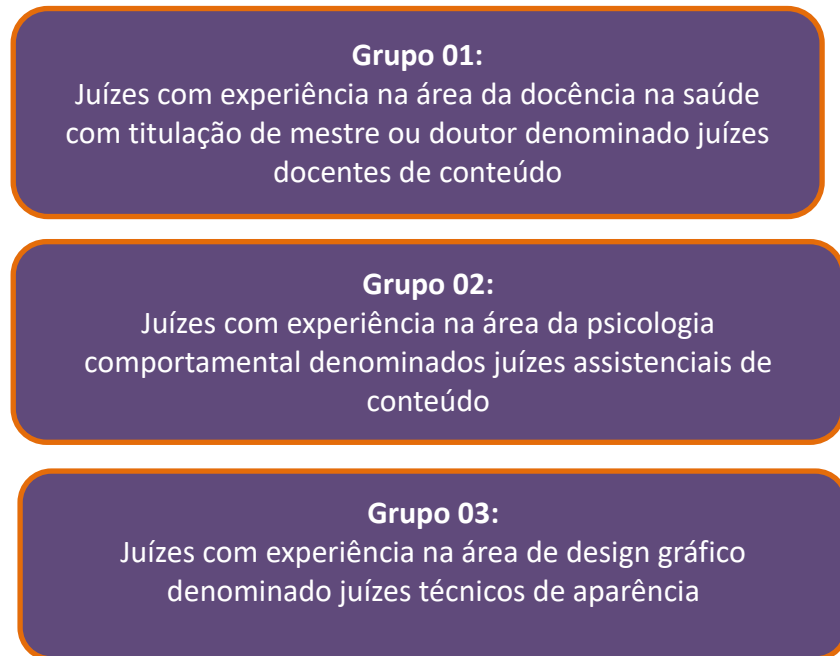 Grupo 01:
Juízes com experiência na área da docência na saúde
com titulação de mestre ou doutor denominado juízes
docentes de conteúdo
Grupo 02:
Juízes com experiência na área da psicologia
comportamental denominados juízes assistenciais de
conteúdo
Grupo 03:
Juízes com experiência na área de design gráfico
denominado juízes técnicos de aparência